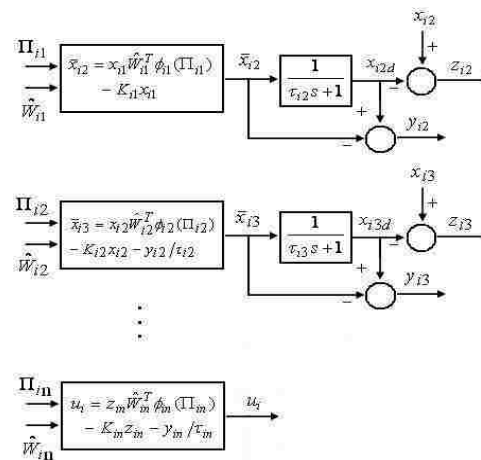 Π_{i1}
Ŵ_{i1}
x̄_{i2} = x_{i1} Ŵ_{i1}^T ϕ_{i1}(Π_{i1})
− K_{i1} x_{i1}
x̄_{i2}
1
τ_{i2} s + 1
x_{i2d}
x_{i2}
+
−
z_{i2}
+
−
y_{i2}
Π_{i2}
Ŵ_{i2}
x̄_{i3} = x_{i2} Ŵ_{i2}^T ϕ_{i2}(Π_{i2})
− K_{i2} x_{i2} − y_{i2} / τ_{i2}
x̄_{i3}
1
τ_{i3} s + 1
x_{i3d}
x_{i3}
+
−
z_{i3}
+
−
y_{i3}
Π_{in}
Ŵ_{in}
u_i = z_{in} Ŵ_{in}^T ϕ_{in}(Π_{in})
− K_{in} z_{in} − y_{in} / τ_{in}
u_i